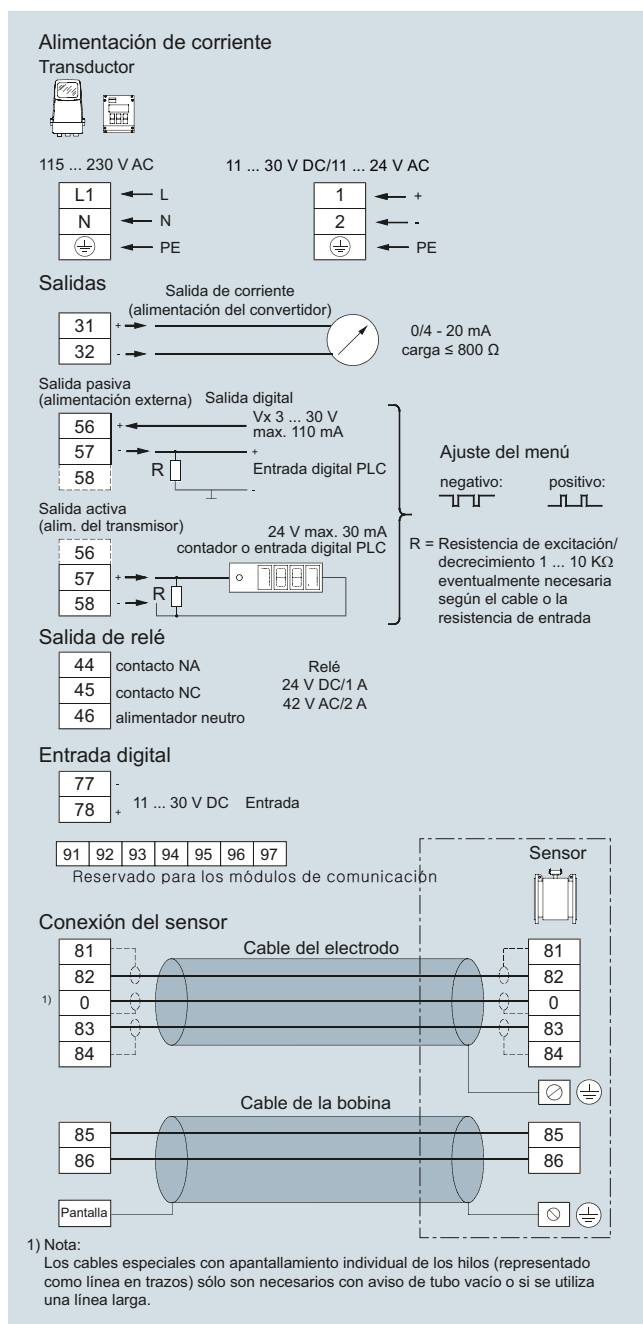 Alimentación de corriente
Transductor
115 ... 230 V AC
11 ... 30 V DC/11 ... 24 V AC
L1 L
N N
PE
1 +
2 -
PE
Salidas
Salida de corriente
(alimentación del convertidor)
31 +
32 -
0/4 - 20 mA
carga ≤ 800 Ω
Salida pasiva
(alimentación externa)
Salida digital
56 +
57 -
58
Vx 3 ... 30 V
max. 110 mA
R
+
Entrada digital PLC
-
Salida activa
(alim. del transmisor)
24 V max. 30 mA
contador o entrada digital PLC
56
57 +
58 -
R
Ajuste del menú
negativo: positivo:
R = Resistencia de excitación/
decrecimiento 1 ... 10 KΩ
eventualmente necesaria
según el cable o la
resistencia de entrada
Salida de relé
44 contacto NA
45 contacto NC
46 alimentador neutro
Relé
24 V DC/1 A
42 V AC/2 A
Entrada digital
77 -
78 +
11 ... 30 V DC Entrada
91 92 93 94 95 96 97
Reservado para los módulos de comunicación
Sensor
Conexión del sensor
Cable del electrodo
81 81
82 82
1) 0 0
83 83
84 84
Cable de la bobina
85 85
86 86
Pantalla
1) Nota:
Los cables especiales con apantallamiento individual de los hilos (representado
como línea en trazos) sólo son necesarios con aviso de tubo vacío o si se utiliza
una línea larga.